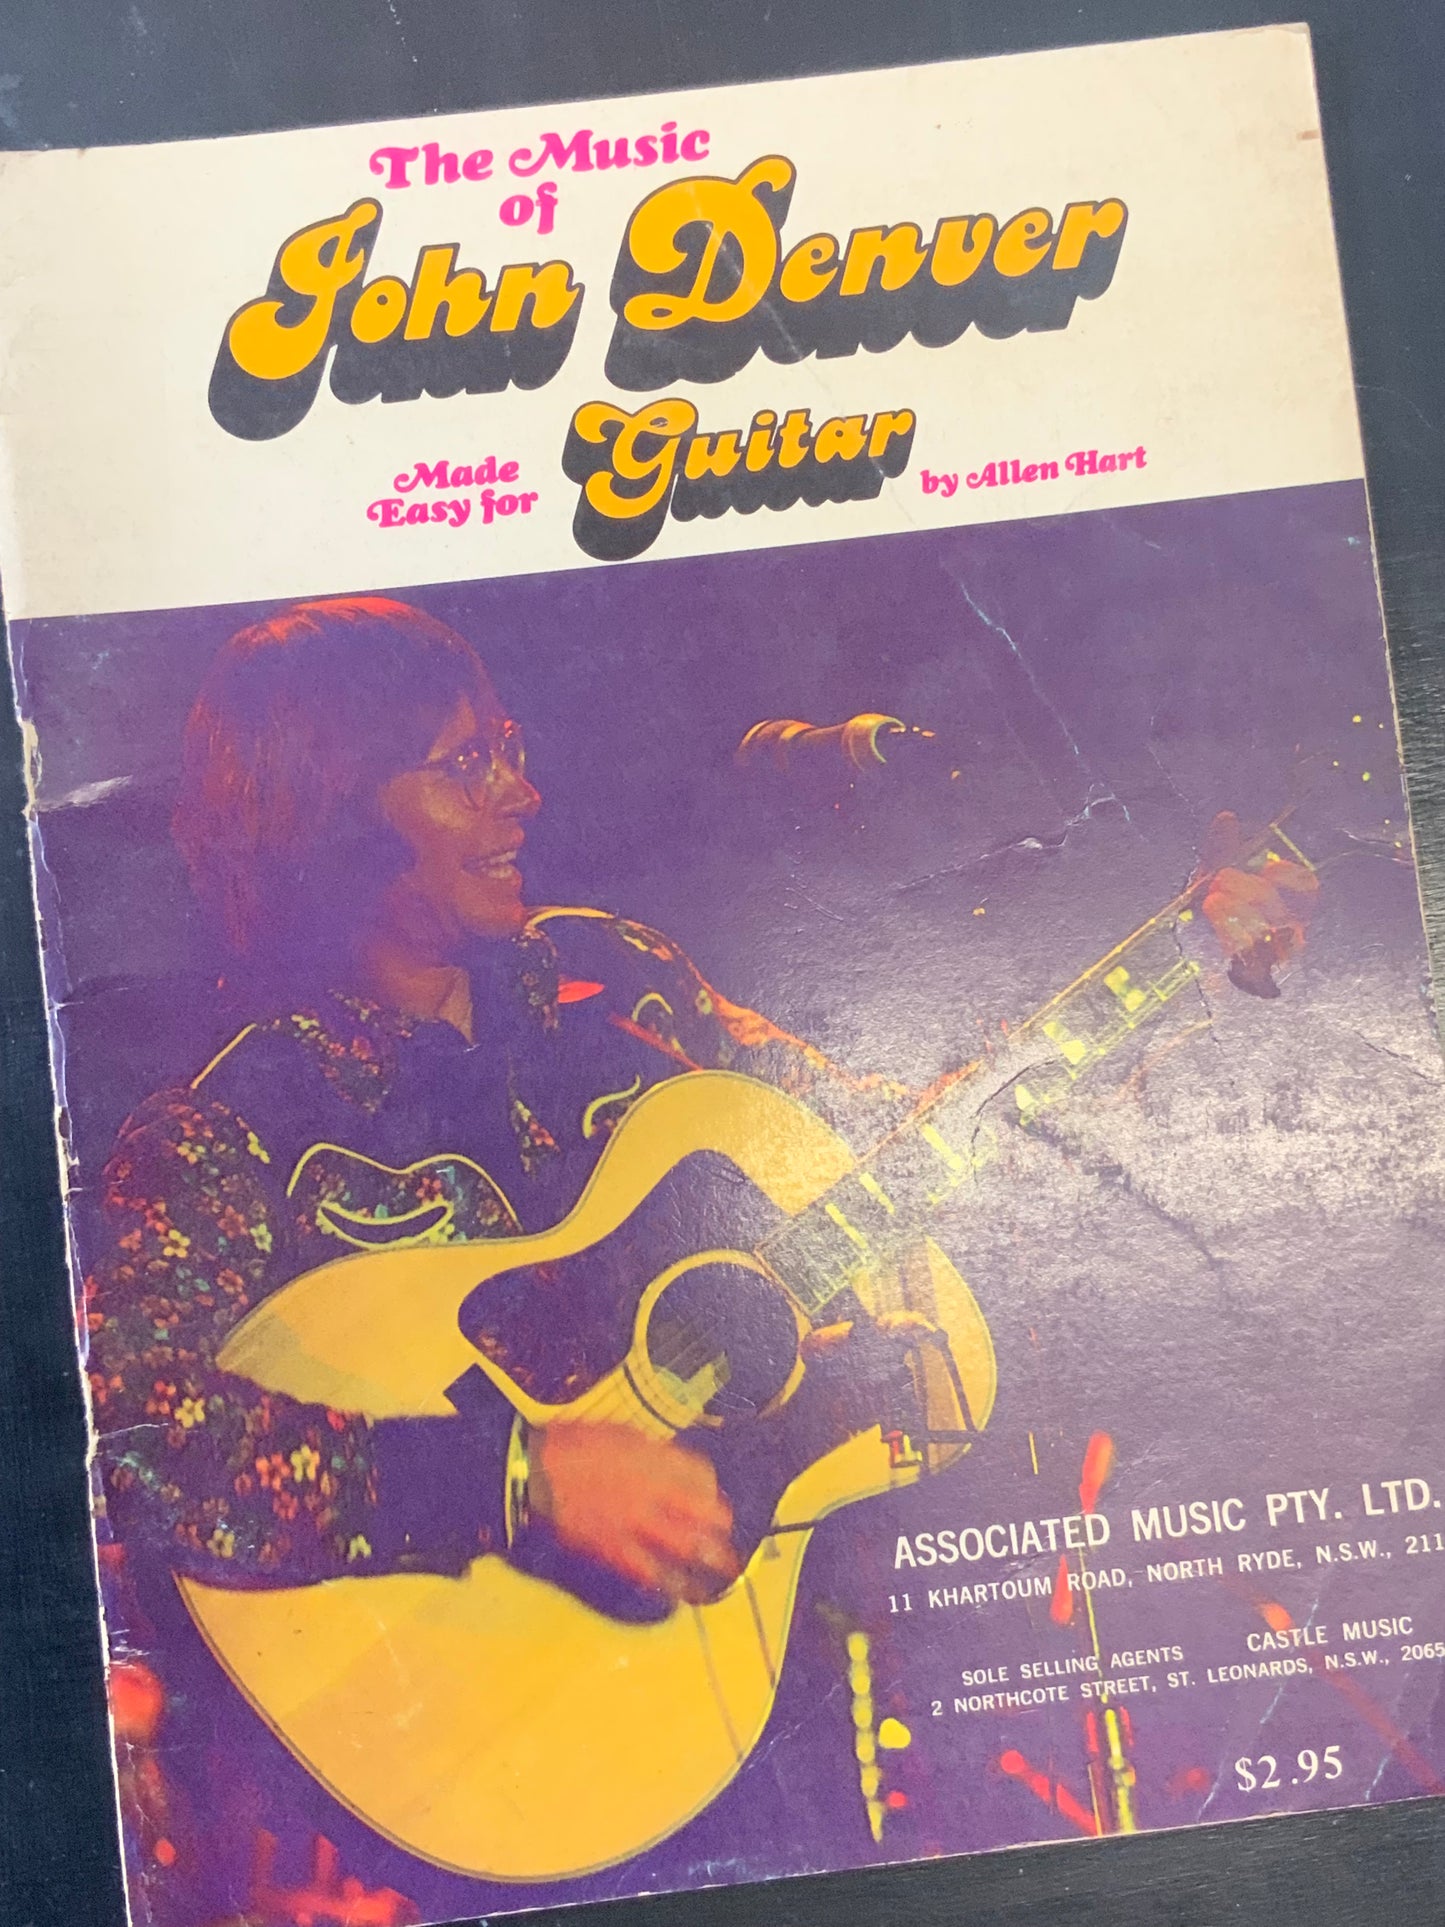 The Music
of
John Denver
Made
Easy for Guitar by Allen Hart
ASSOCIATED MUSIC PTY. LTD.
11 KHARTOUM ROAD, NORTH RYDE, N.S.W., 211
SOLE SELLING AGENTS CASTLE MUSIC
2 NORTHCOTE STREET, ST. LEONARDS, N.S.W., 2065
$2.95